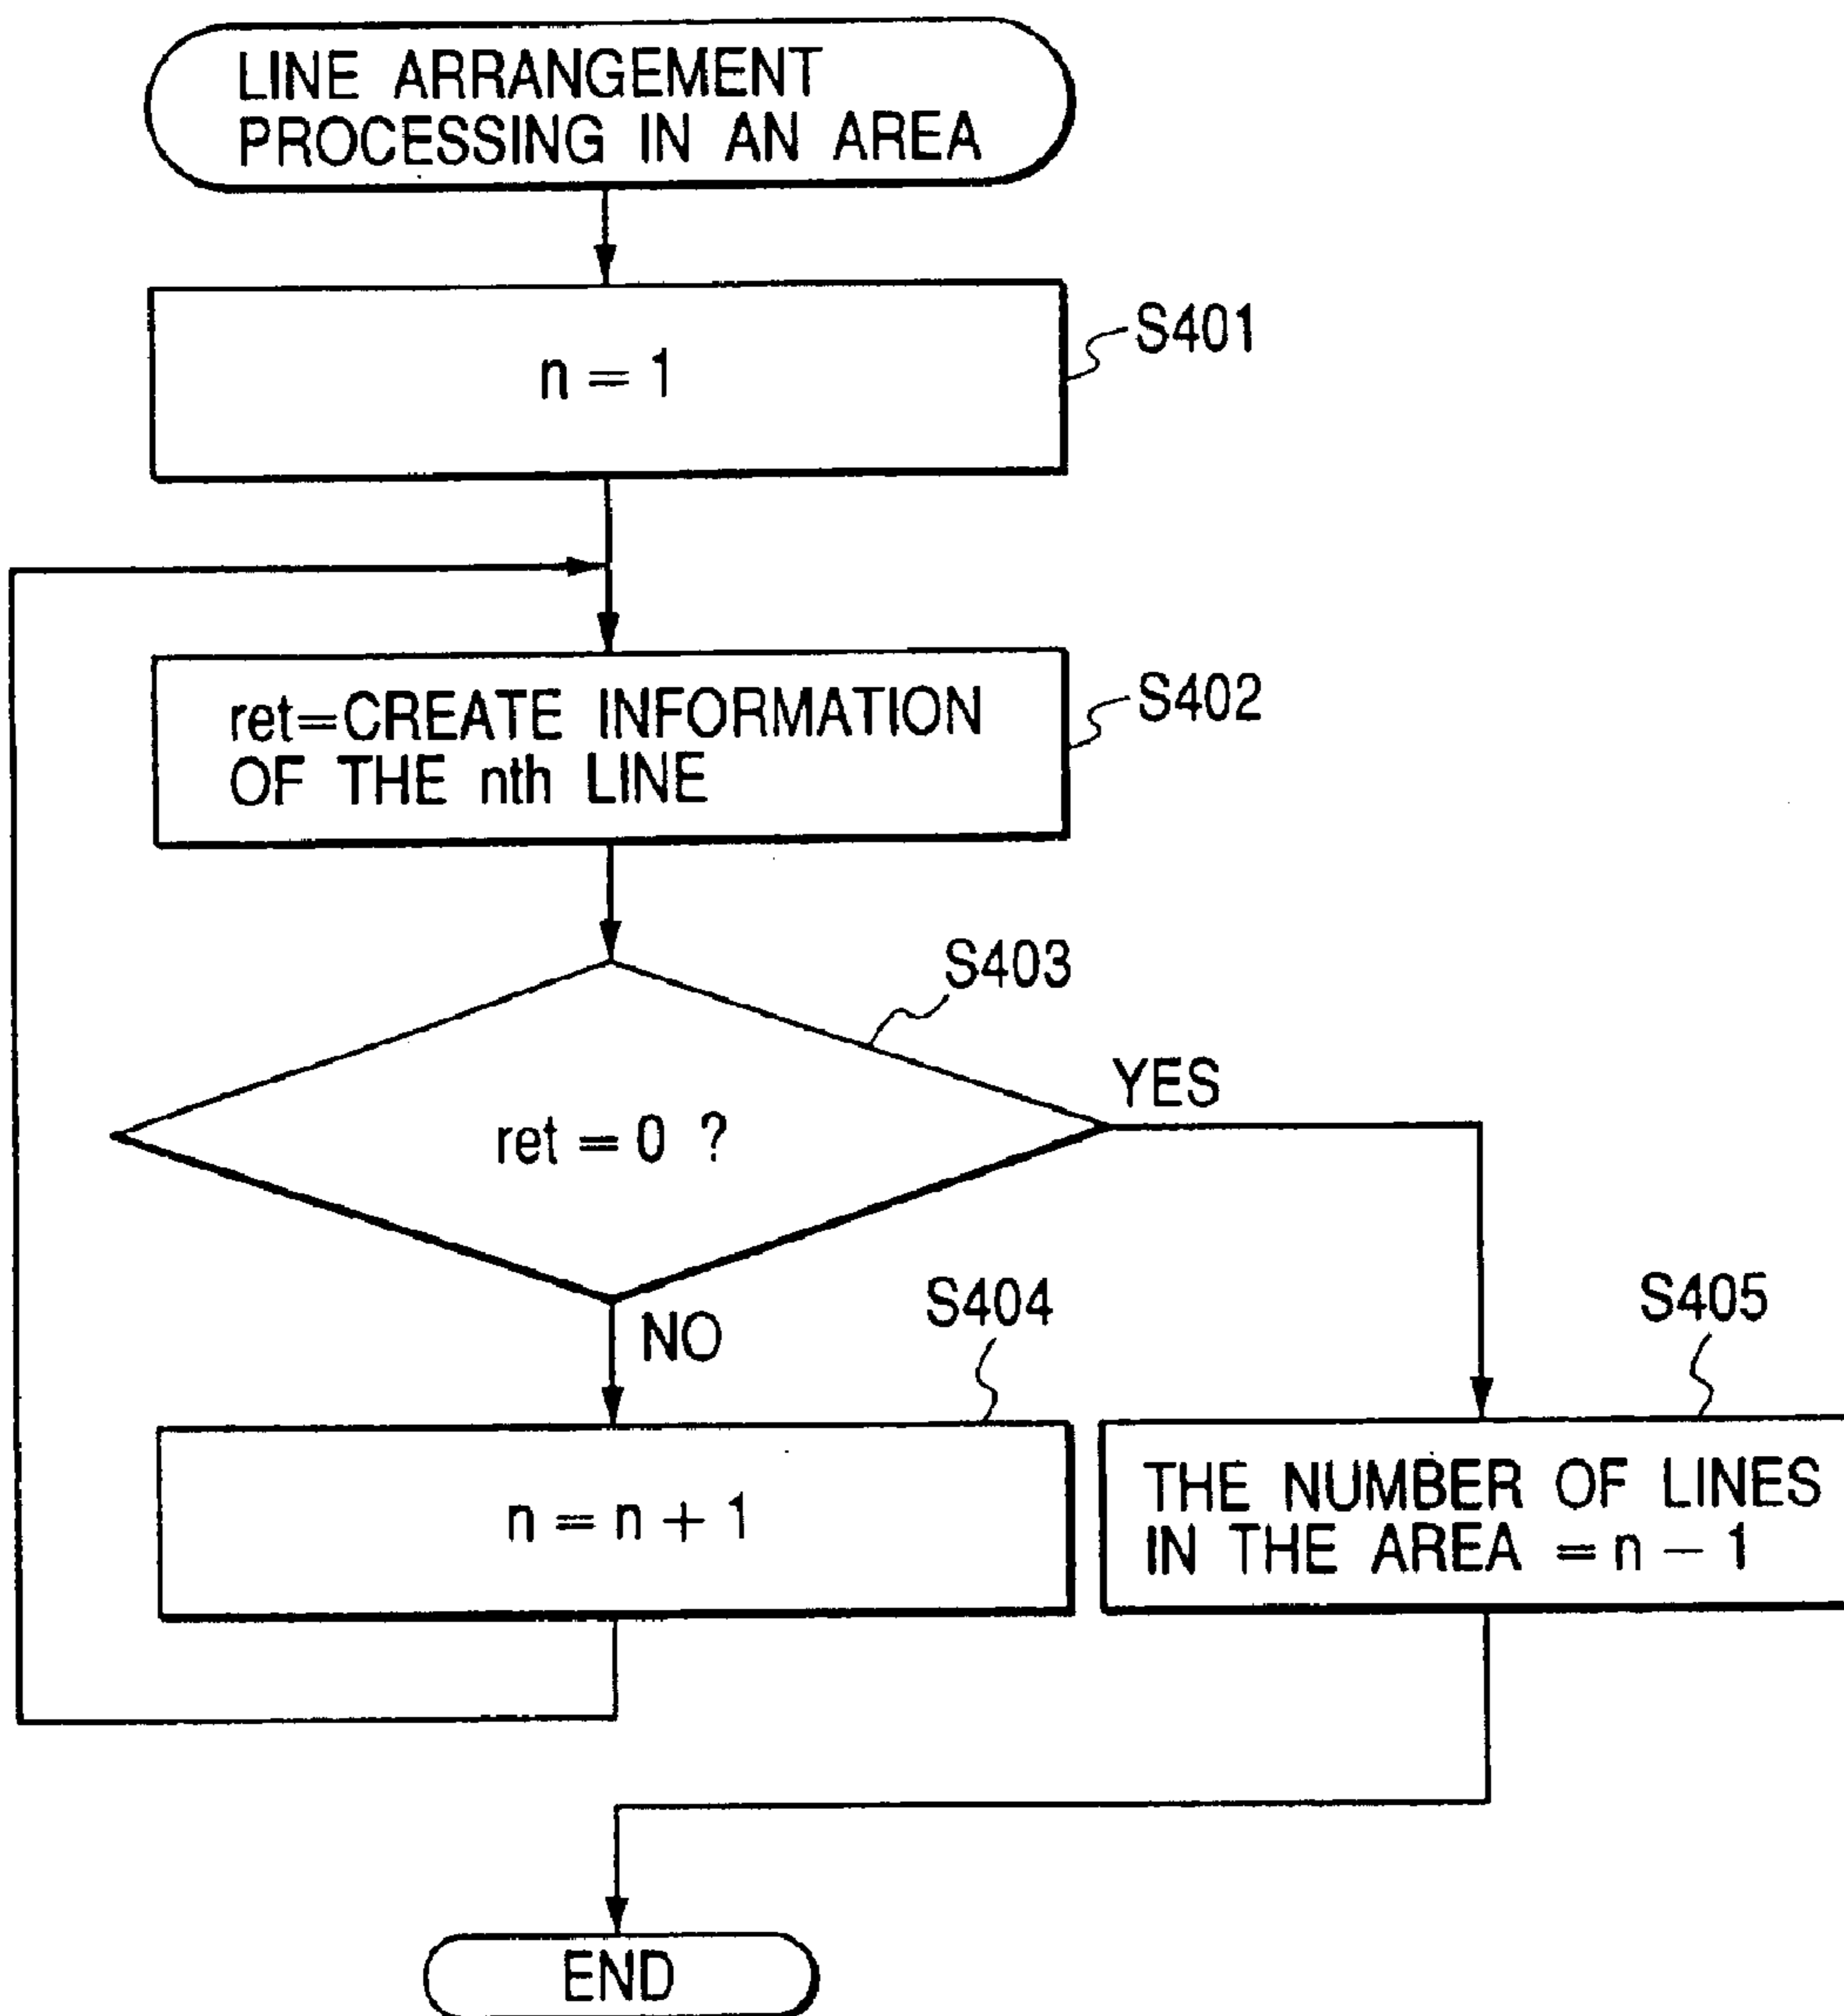 LINE ARRANGEMENT
PROCESSING IN AN AREA
n = 1
S401
ret=CREATE INFORMATION
OF THE nth LINE
S402
S403
ret = 0 ?
YES
NO
S404
n = n + 1
S405
THE NUMBER OF LINES
IN THE AREA = n − 1
END